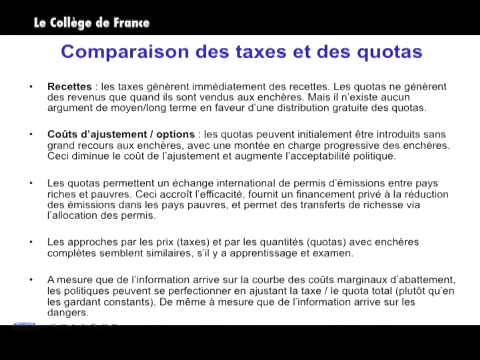 Le Collège de France
Comparaison des taxes et des quotas
• Recettes : les taxes génèrent immédiatement des recettes. Les quotas ne génèrent
des revenus que quand ils sont vendus aux enchères. Mais il n'existe aucun
argument de moyen/long terme en faveur d'une distribution gratuite des quotas.
• Coûts d'ajustement / options : les quotas peuvent initialement être introduits sans
grand recours aux enchères, avec une montée en charge progressive des enchères.
Ceci diminue le coût de l'ajustement et augmente l'acceptabilité politique.
• Les quotas permettent un échange international de permis d'émissions entre pays
riches et pauvres. Ceci accroît l'efficacité, fournit un financement privé à la réduction
des émissions dans les pays pauvres, et permet des transferts de richesse via
l'allocation des permis.
• Les approches par les prix (taxes) et par les quantités (quotas) avec enchères
complètes semblent similaires, s'il y a apprentissage et examen.
• A mesure que de l'information arrive sur la courbe des coûts marginaux d'abattement,
les politiques peuvent se perfectionner en ajustant la taxe / le quota total (plutôt qu'en
les gardant constants). De même à mesure que de l'information arrive sur les
dangers.